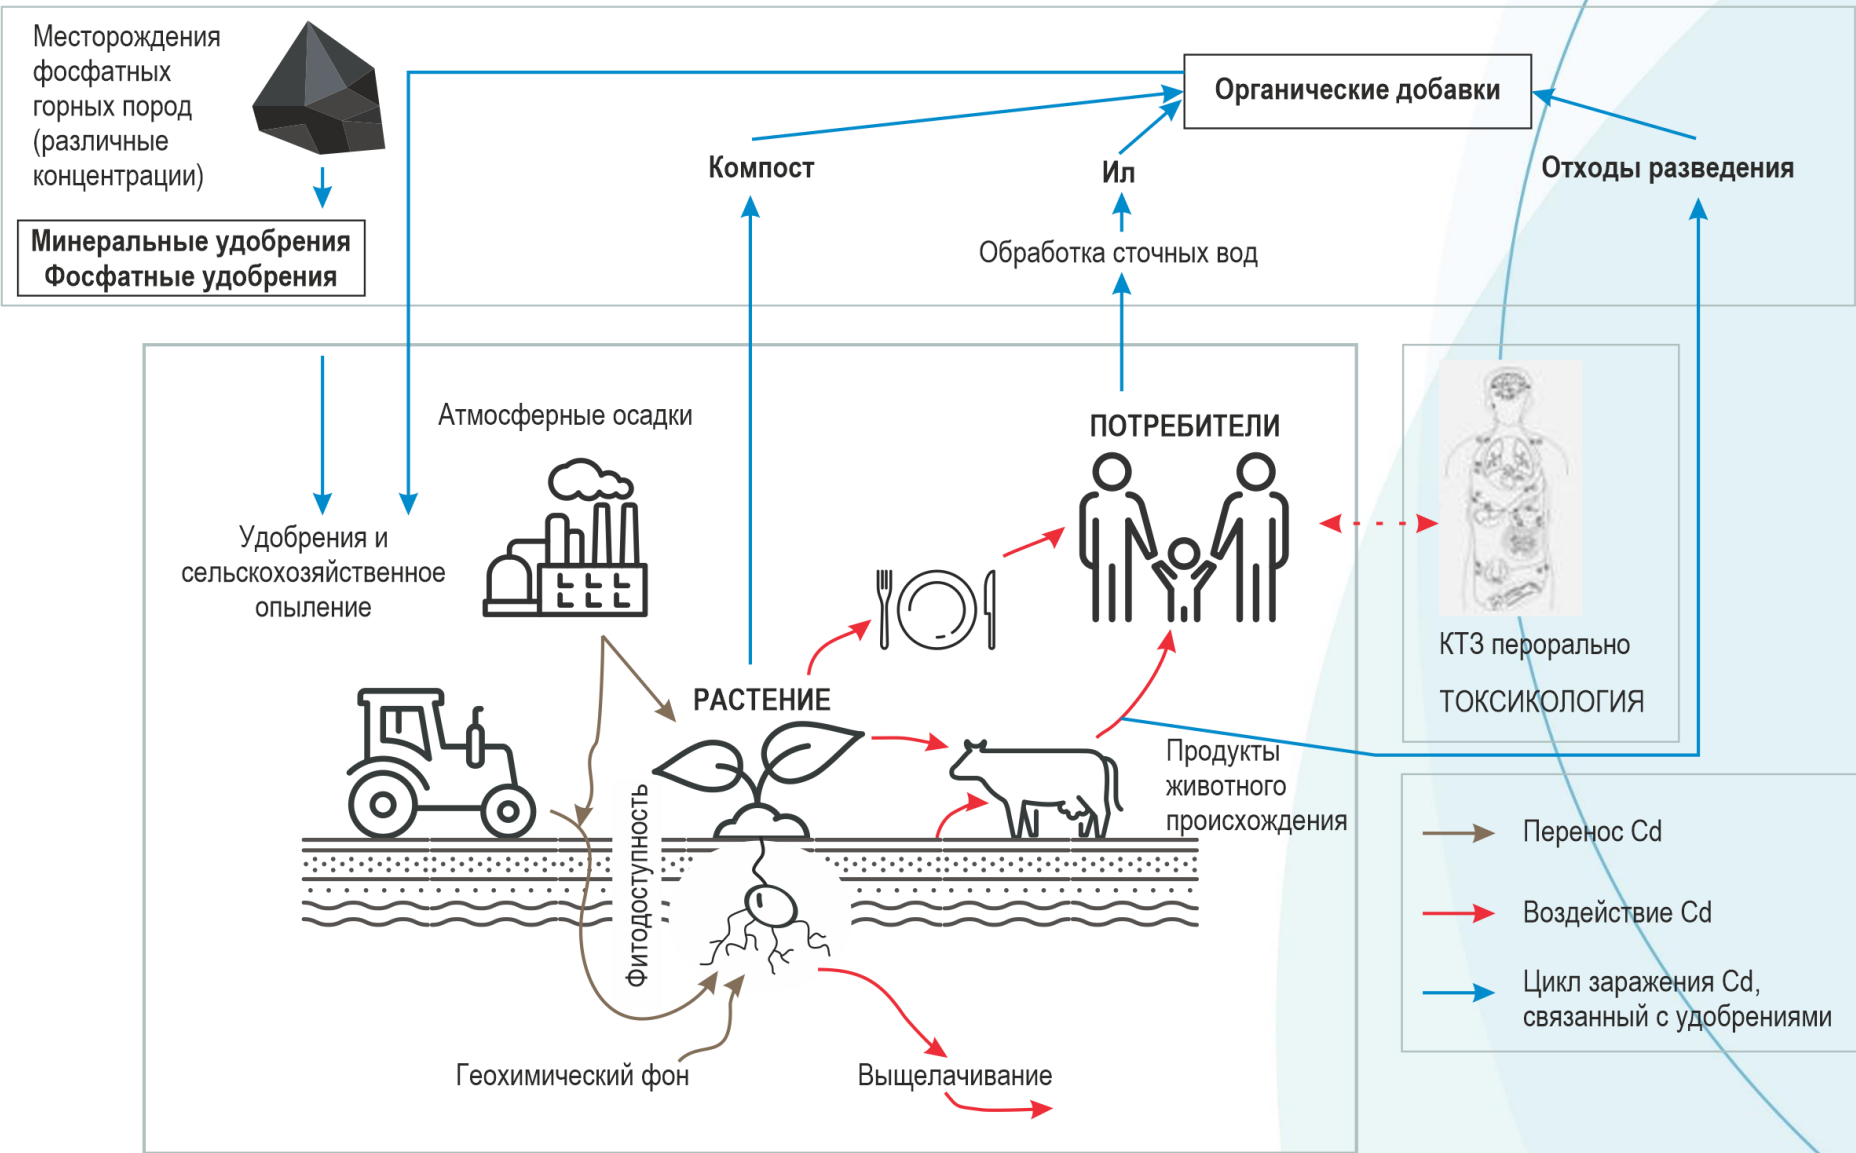 Месторождения
фосфатных
горных пород
(различные
концентрации)
Минеральные удобрения
Фосфатные удобрения
Органические добавки
Компост
Ил
Отходы разведения
Обработка сточных вод
Атмосферные осадки
ПОТРЕБИТЕЛИ
Удобрения и
сельскохозяйственное
опыление
КТЗ перорально
ТОКСИКОЛОГИЯ
РАСТЕНИЕ
Продукты
животного
происхождения
Фитодоступность
Геохимический фон
Выщелачивание
Перенос Cd
Воздействие Cd
Цикл заражения Cd,
связанный с удобрениями